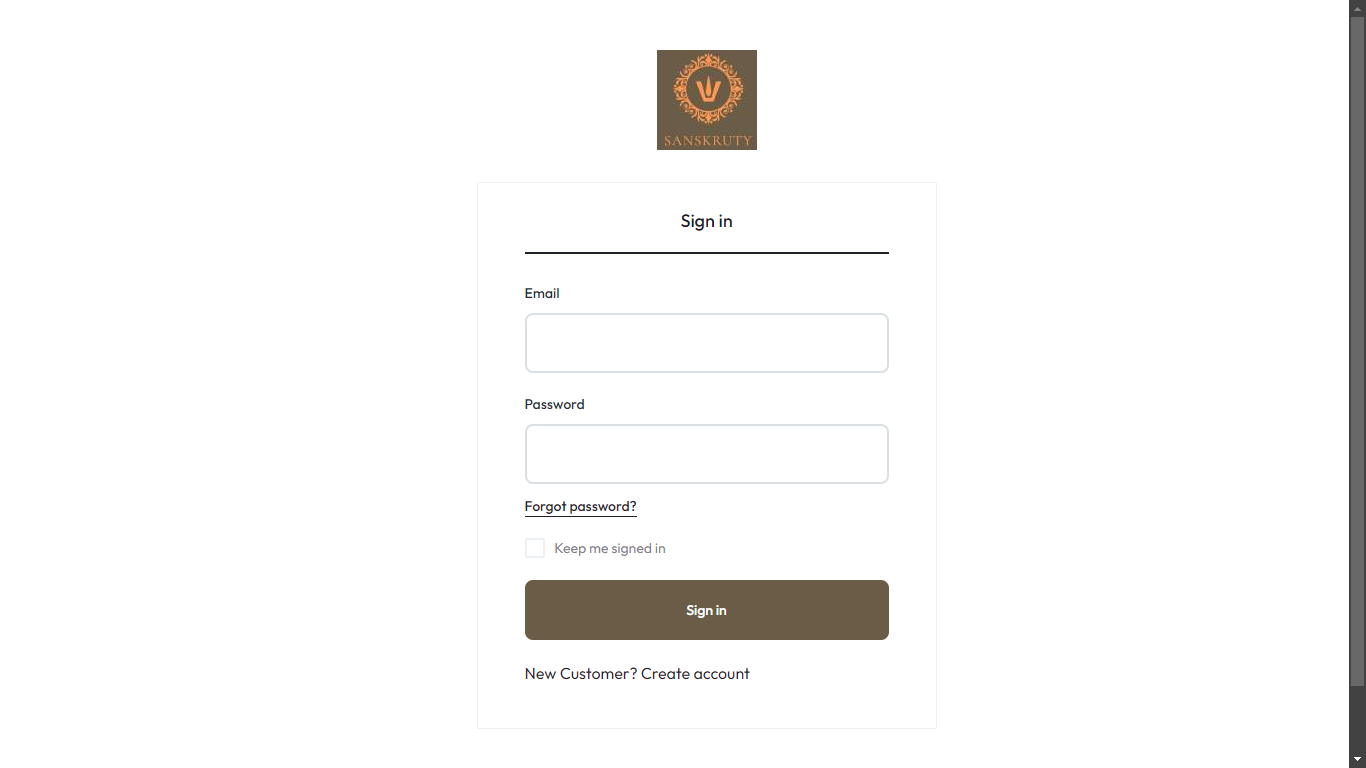 SANSKRUTY
Sign in
Email
Password
Forgot password?
Keep me signed in
Sign in
New Customer? Create account